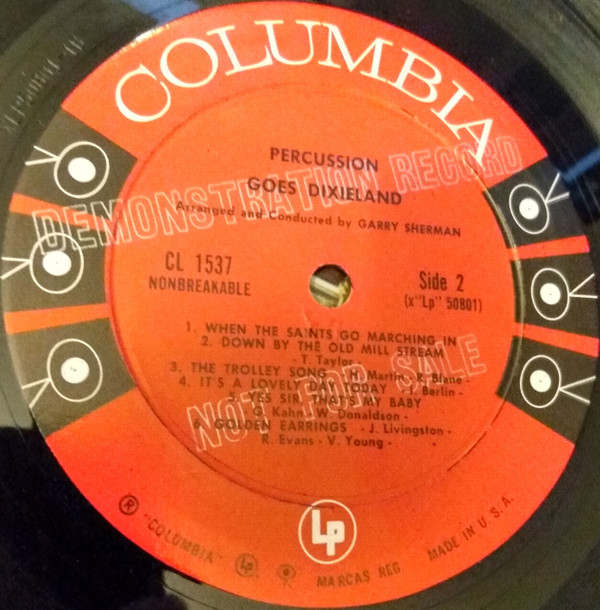 COLUMBIA
PERCUSSION
GOES DIXIELAND
Arranged and Conducted by GARRY SHERMAN
DEMONSTRATION RECORD
CL 1537
NONBREAKABLE
Side 2
(x"Lp" 50801)
1. WHEN THE SAINTS GO MARCHING IN
2. DOWN BY THE OLD MILL STREAM
- T. Taylor -
3. THE TROLLEY SONG - H. Martin - R. Blane -
4. IT'S A LOVELY DAY TODAY - I. Berlin -
5. YES SIR, THAT'S MY BABY
G. Kahn - W. Donaldson -
6. GOLDEN EARRINGS - J. Livingston -
R. Evans - V. Young -
NOT FOR SALE
Lp
® "COLUMBIA" Lp MARCAS REG. MADE IN U.S.A.